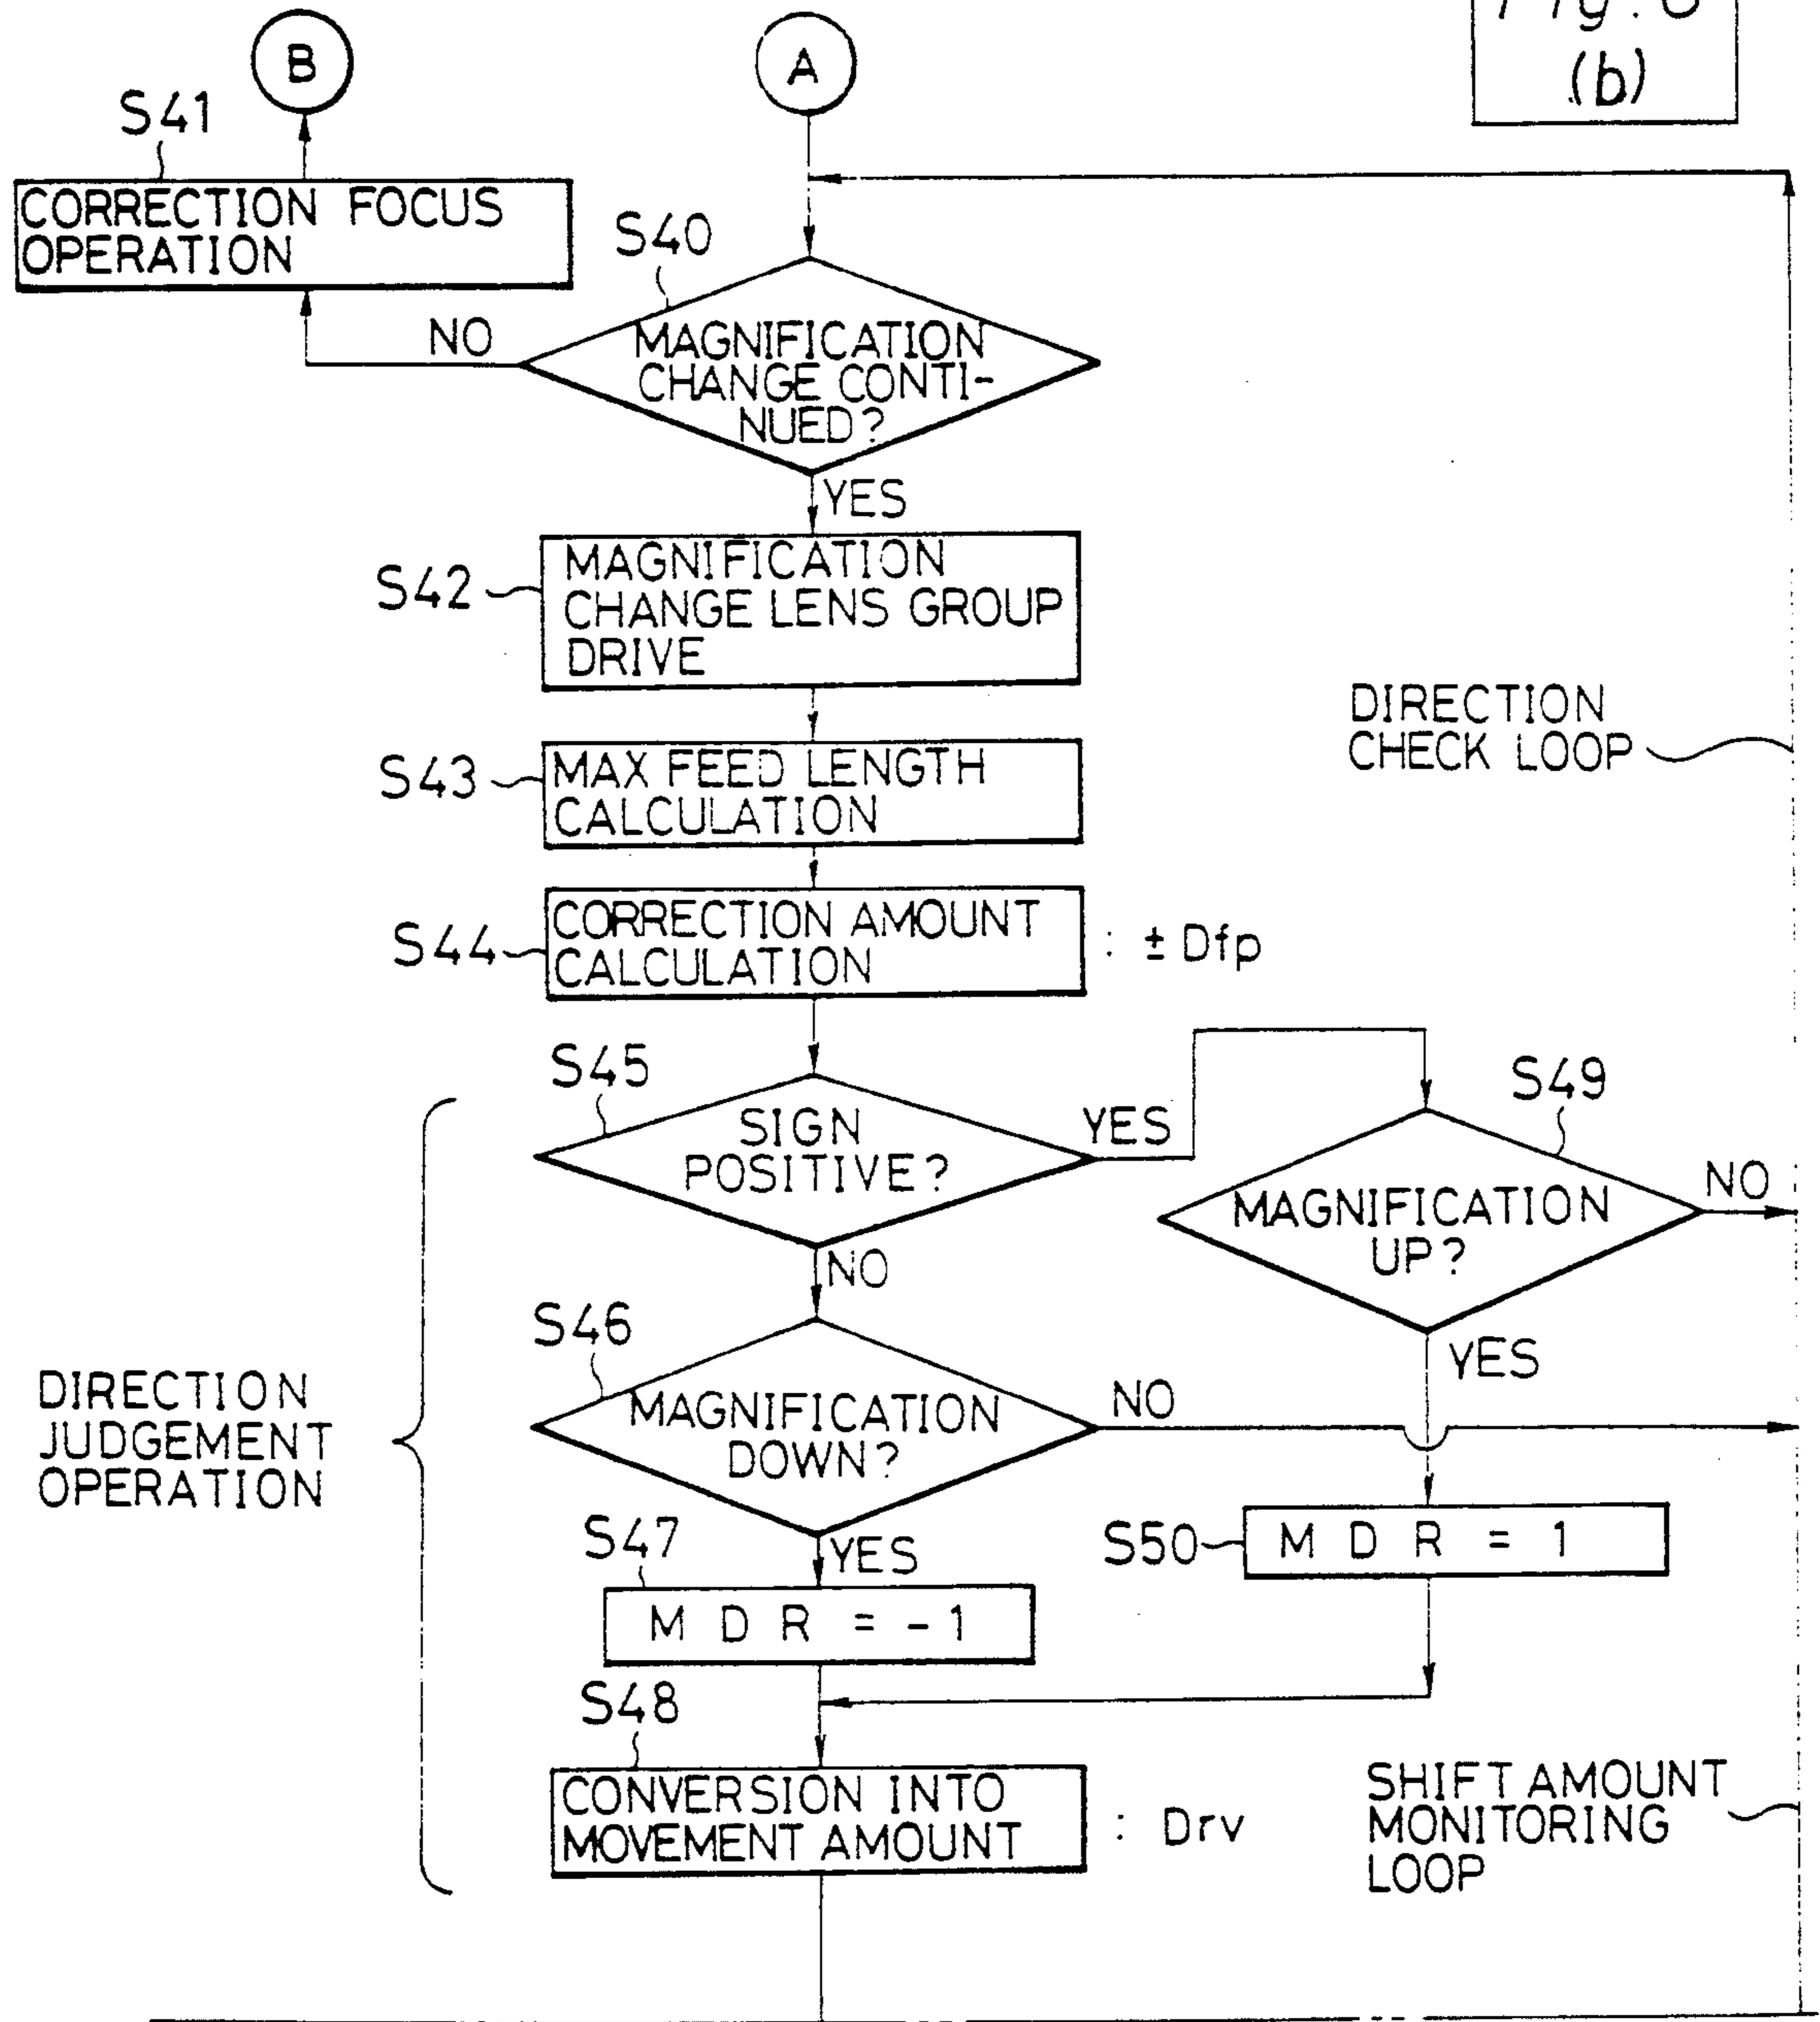 (b)
B
A
S41
CORRECTION FOCUS
OPERATION
S40
NO
MAGNIFICATION
CHANGE CONTI-
NUED?
YES
S42
MAGNIFICATION
CHANGE LENS GROUP
DRIVE
S43
MAX FEED LENGTH
CALCULATION
DIRECTION
CHECK LOOP
S44
CORRECTION AMOUNT
CALCULATION
: ± Dfp
S45
SIGN
POSITIVE?
YES
S49
MAGNIFICATION
UP?
NO
NO
YES
S46
MAGNIFICATION
DOWN?
NO
DIRECTION
JUDGEMENT
OPERATION
S47
YES
M D R = -1
S50
M D R = 1
S48
CONVERSION INTO
MOVEMENT AMOUNT
: Drv
SHIFT AMOUNT
MONITORING
LOOP